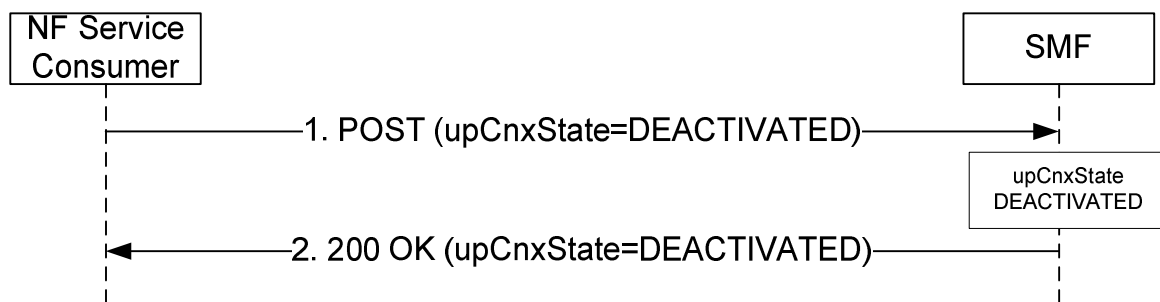 NF Service
Consumer
SMF
1. POST (upCnxState=DEACTIVATED)
upCnxState
DEACTIVATED
2. 200 OK (upCnxState=DEACTIVATED)